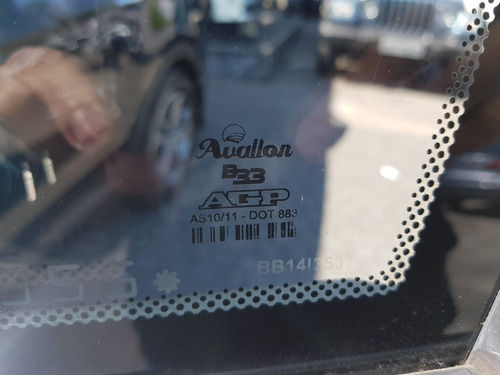 Avallon
B33
AGP
AS10/11 - DOT 883
BB14I3537